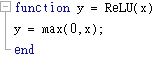 function y = ReLU(x)
y = max(0,x);
end